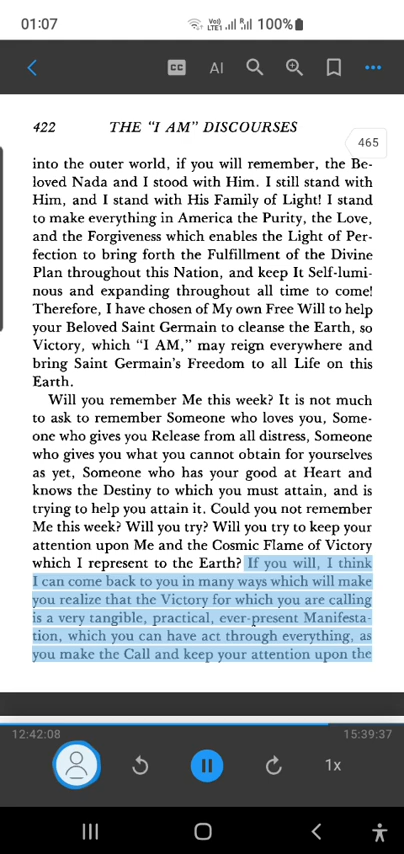 01:07
Vo)) LTE1 R 100%
CC AI
422 THE “I AM” DISCOURSES
465
into the outer world, if you will remember, the Be-
loved Nada and I stood with Him. I still stand with
Him, and I stand with His Family of Light! I stand
to make everything in America the Purity, the Love,
and the Forgiveness which enables the Light of Per-
fection to bring forth the Fulfillment of the Divine
Plan throughout this Nation, and keep It Self-lumi-
nous and expanding throughout all time to come!
Therefore, I have chosen of My own Free Will to help
your Beloved Saint Germain to cleanse the Earth, so
Victory, which “I AM,” may reign everywhere and
bring Saint Germain’s Freedom to all Life on this
Earth.
Will you remember Me this week? It is not much
to ask to remember Someone who loves you, Some-
one who gives you Release from all distress, Someone
who gives you what you cannot obtain for yourselves
as yet, Someone who has your good at Heart and
knows the Destiny to which you must attain, and is
trying to help you attain it. Could you not remember
Me this week? Will you try? Will you try to keep your
attention upon Me and the Cosmic Flame of Victory
which I represent to the Earth? If you will, I think
I can come back to you in many ways which will make
you realize that the Victory for which you are calling
is a very tangible, practical, ever-present Manifesta-
tion, which you can have act through everything, as
you make the Call and keep your attention upon the
12:42:08 15:39:37
1x